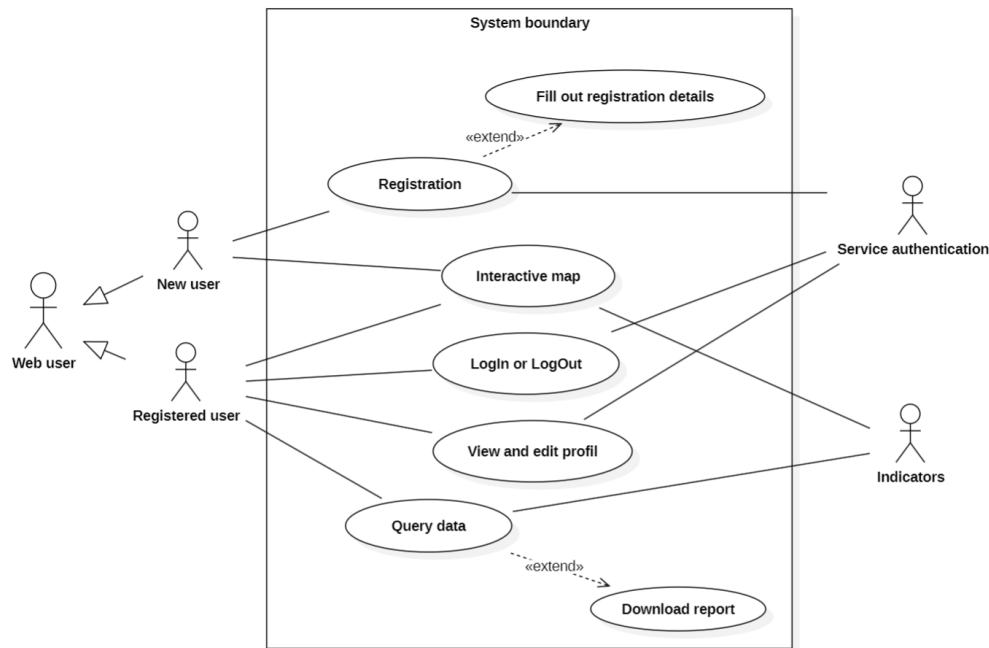 System boundary
Fill out registration details
«extend»
Registration
New user
Service authentication
Interactive map
Web user
LogIn or LogOut
Registered user
View and edit profil
Indicators
Query data
«extend»
Download report